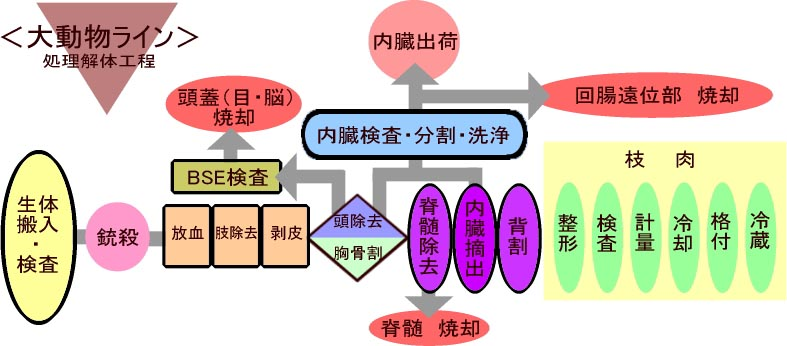 ＜大動物ライン＞
処理解体工程
内臓出荷
頭蓋(目・脳)
焼却
回腸遠位部 焼却
内臓検査・分割・洗浄
BSE検査
生体
搬入
・
検査
銃殺
放血
肢除去
剥皮
頭除去
胸骨割
脊髄除去
内臓摘出
背割
脊髄 焼却
枝 肉
整形
検査
計量
冷却
格付
冷蔵